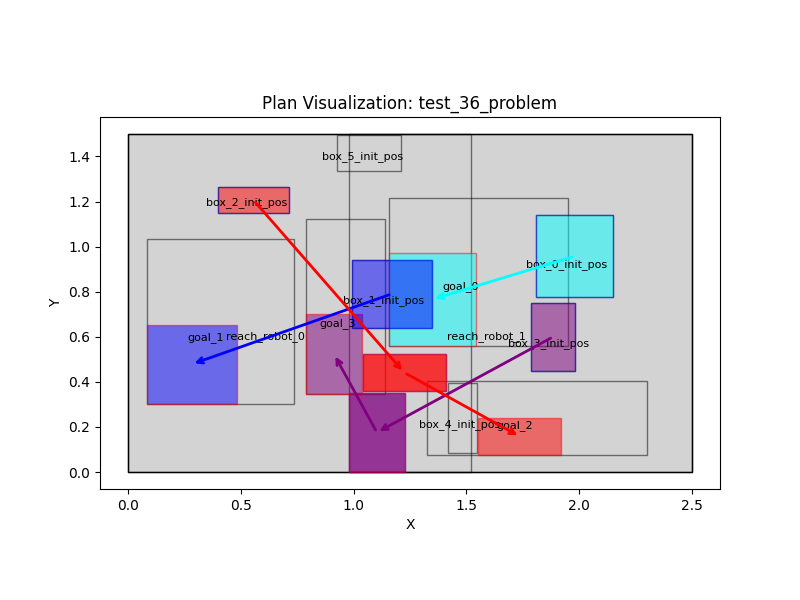 Plan Visualization: test_36_problem
Y
1.4
1.2
1.0
0.8
0.6
0.4
0.2
0.0
box_5_init_pos
box_2_init_pos
box_0_init_pos
goal_0
box_1_init_pos
goal_3
goal_1
reach_robot_0
reach_robot_1
box_3_init_pos
box_4_init_pos
goal_2
0.0 0.5 1.0 1.5 2.0 2.5
X